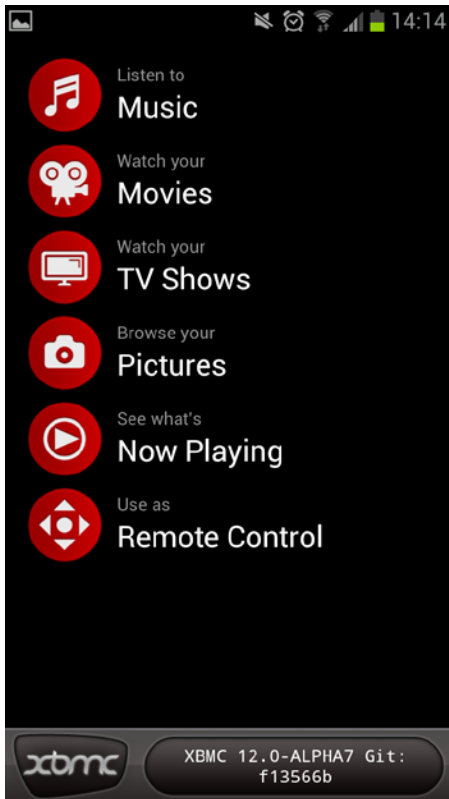 14:14
Listen to
Music
Watch your
Movies
Watch your
TV Shows
Browse your
Pictures
See what's
Now Playing
Use as
Remote Control
xbmc
XBMC 12.0-ALPHA7 Git:
f13566b